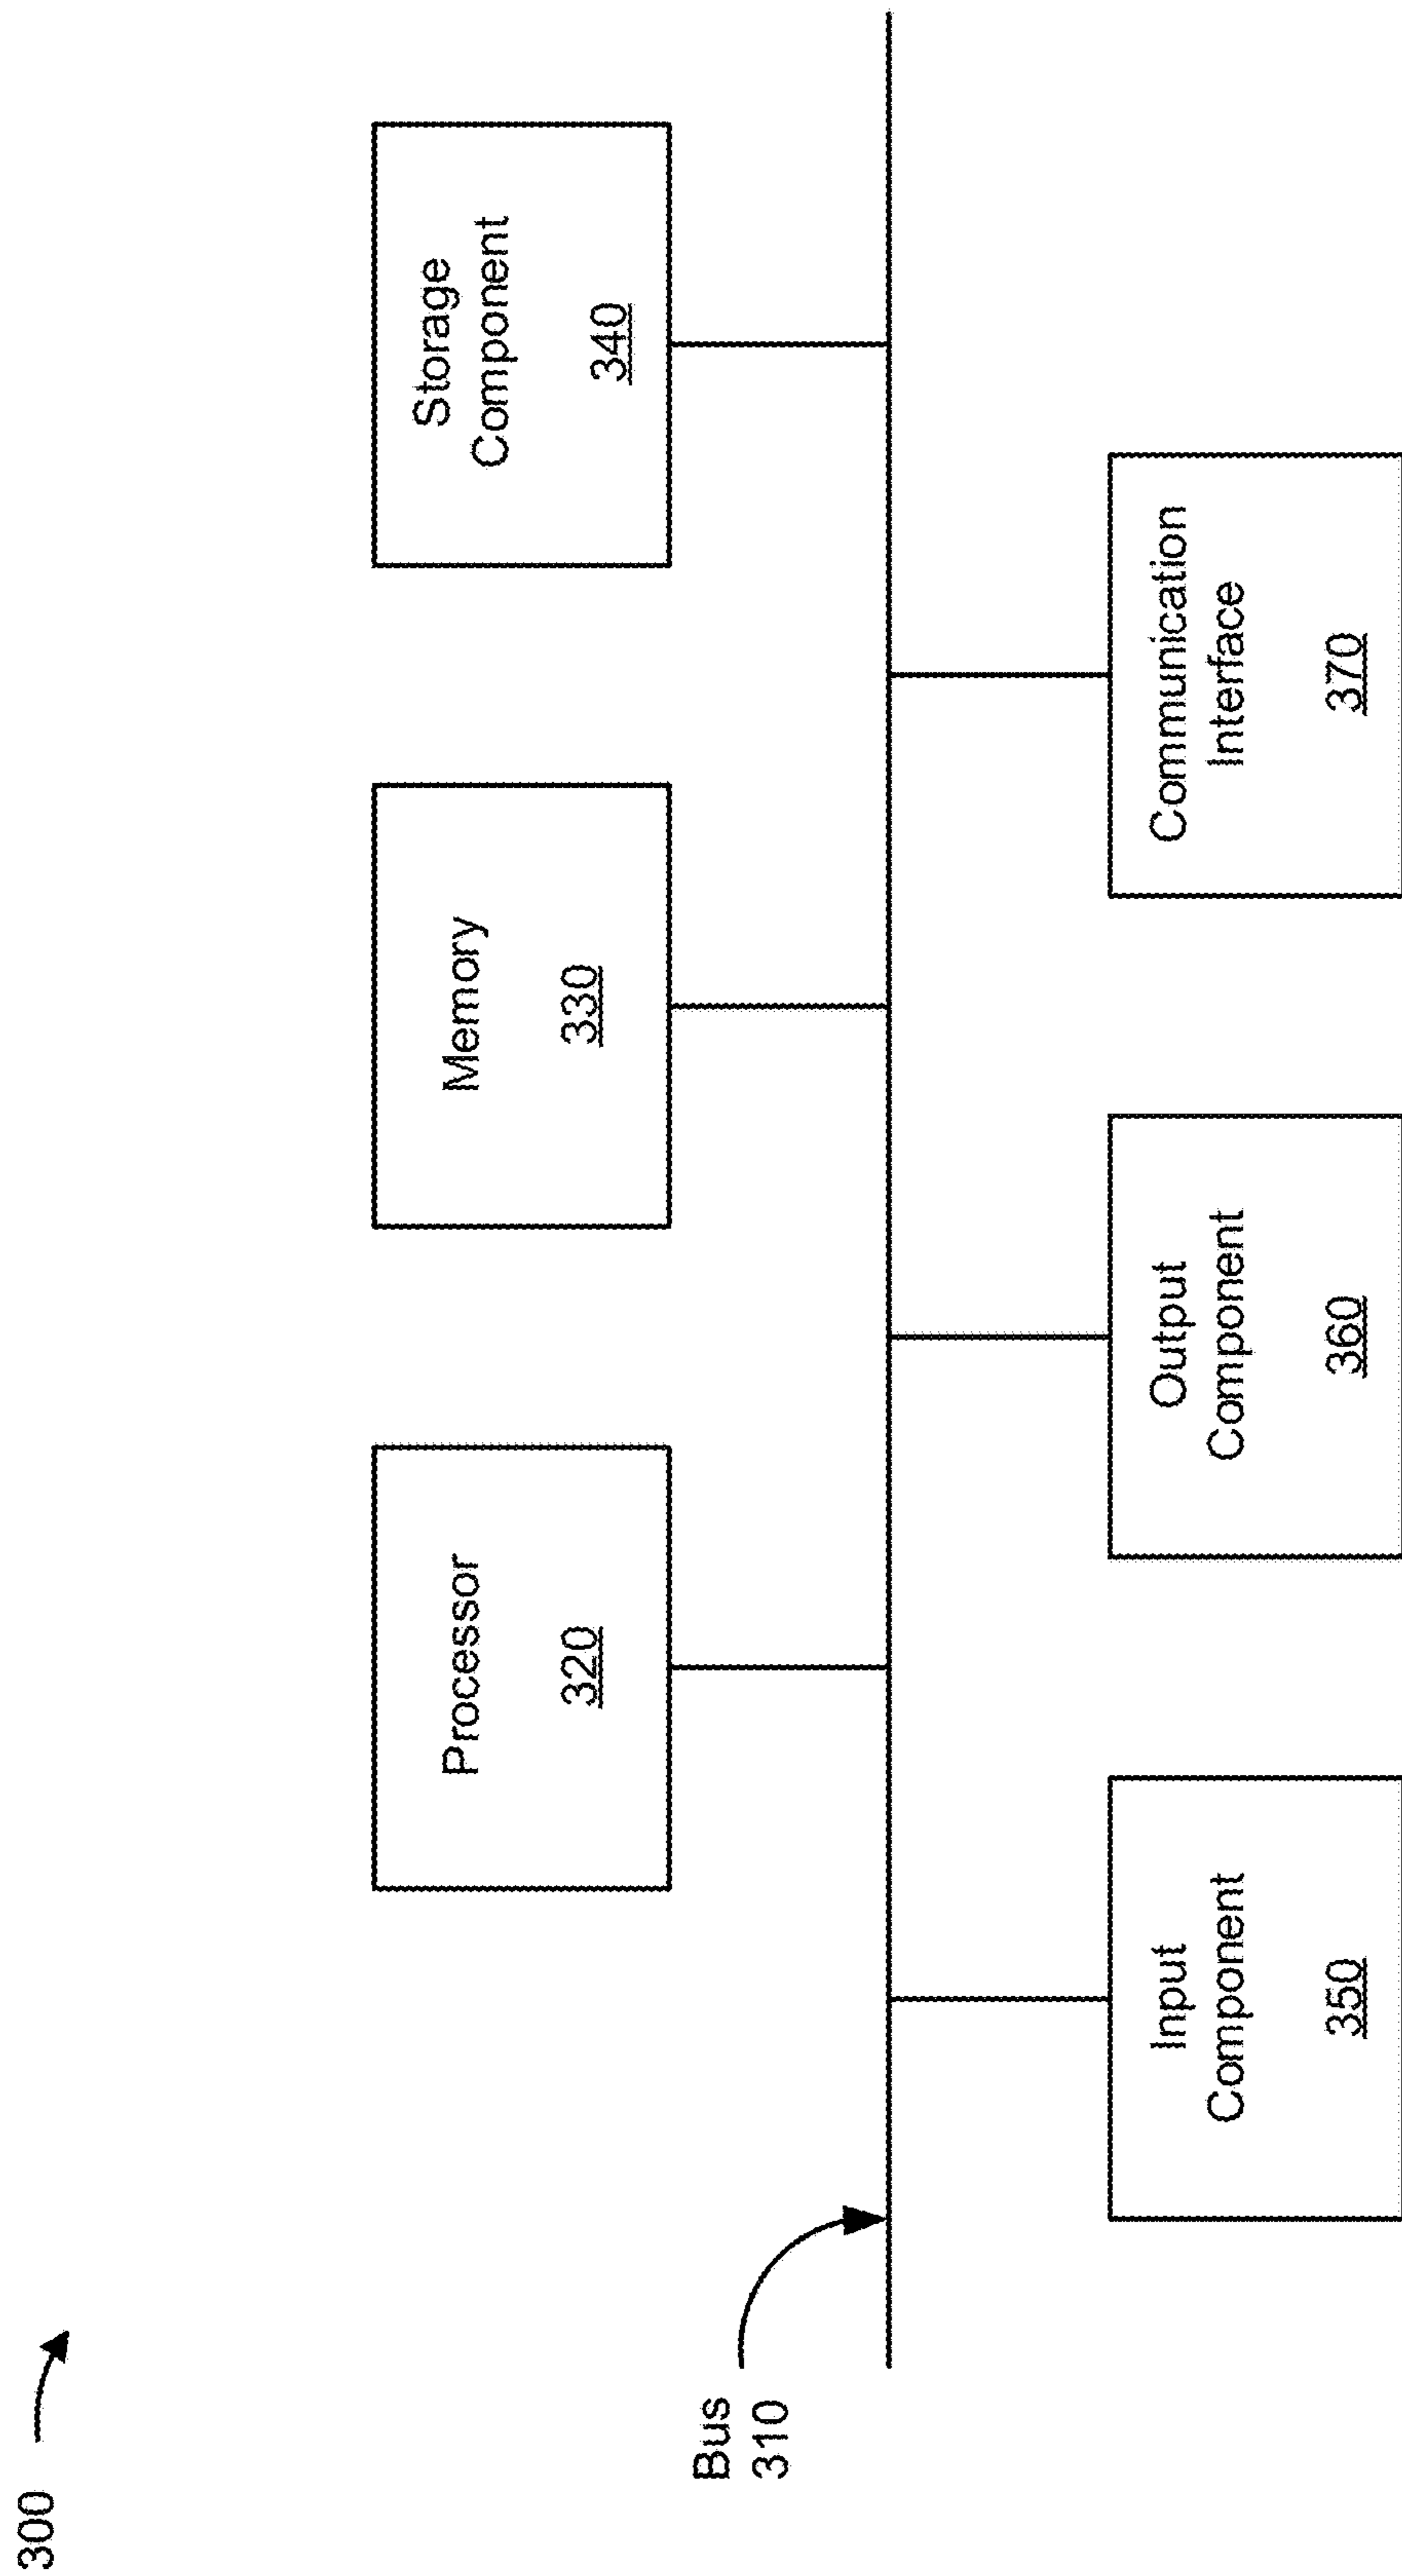 300
Processor
320
Memory
330
Storage
Component
340
Bus
310
Input
Component
350
Output
Component
360
Communication
Interface
370